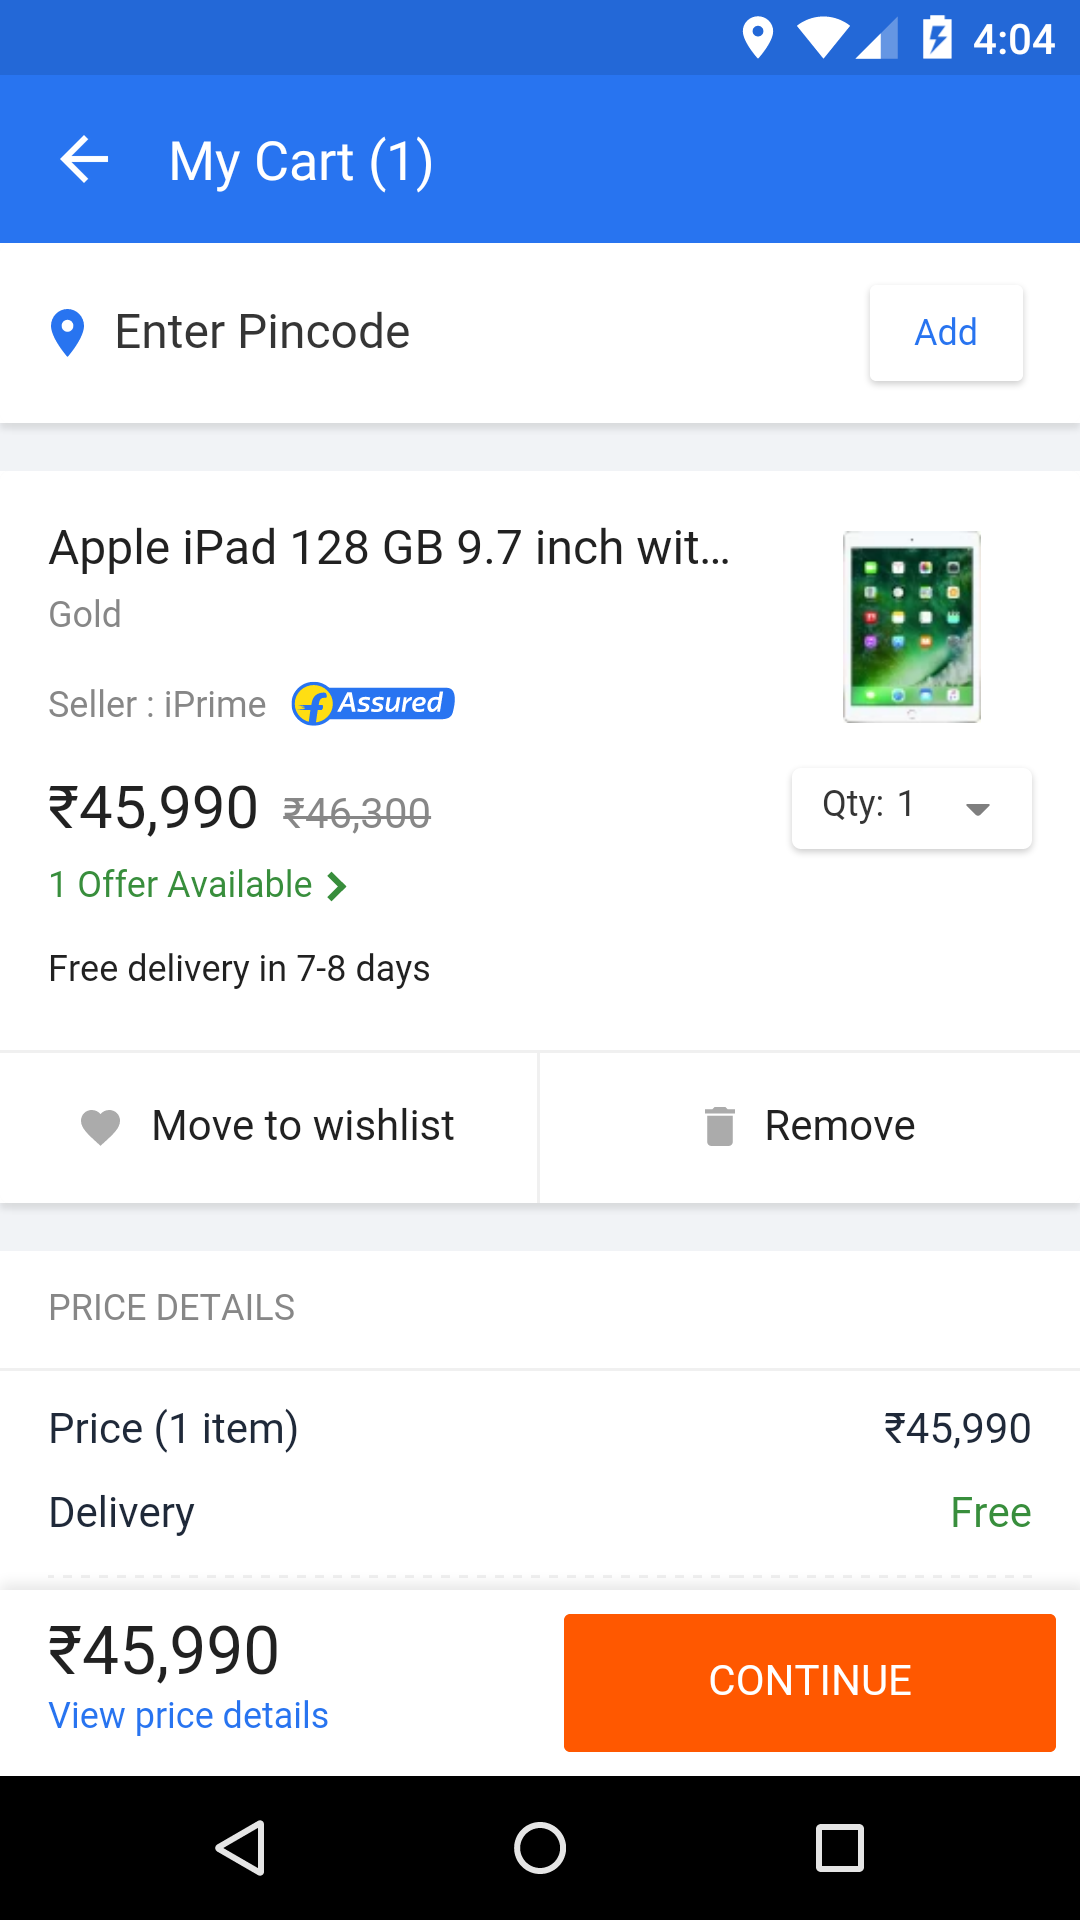 4:04
My Cart (1)
Enter Pincode
Add
Apple iPad 128 GB 9.7 inch wit...
Gold
Seller : iPrime
f Assured
₹45,990 ₹46,300
Qty: 1
1 Offer Available
Free delivery in 7-8 days
Move to wishlist
Remove
PRICE DETAILS
Price (1 item) ₹45,990
Delivery Free
₹45,990
View price details
CONTINUE